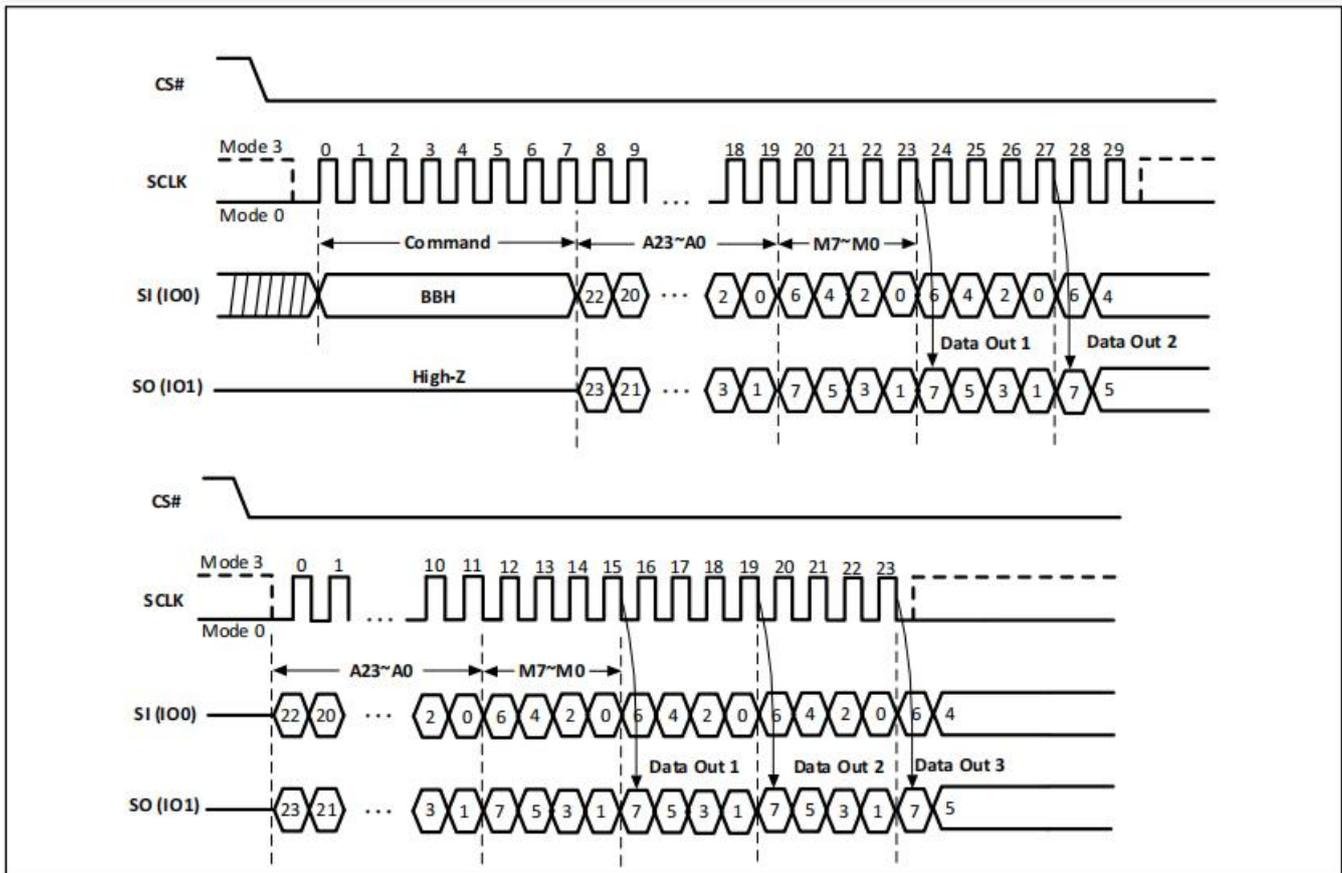 CS#
Mode 3
0 1 2 3 4 5 6 7 8 9 18 19 20 21 22 23 24 25 26 27 28 29
SCLK
...
Mode 0
Command A23~A0 M7~M0
SI (IO0) BBH 22 20 ... 2 0 6 4 2 0 6 4 2 0 6 4
Data Out 1 Data Out 2
SO (IO1) High-Z 23 21 ... 3 1 7 5 3 1 7 5 3 1 7 5
CS#
Mode 3 0 1 10 11 12 13 14 15 16 17 18 19 20 21 22 23
SCLK
...
Mode 0
A23~A0 M7~M0
SI (IO0) 22 20 ... 2 0 6 4 2 0 6 4 2 0 6 4 2 0 6 4
Data Out 1 Data Out 2 Data Out 3
SO (IO1) 23 21 ... 3 1 7 5 3 1 7 5 3 1 7 5 3 1 7 5